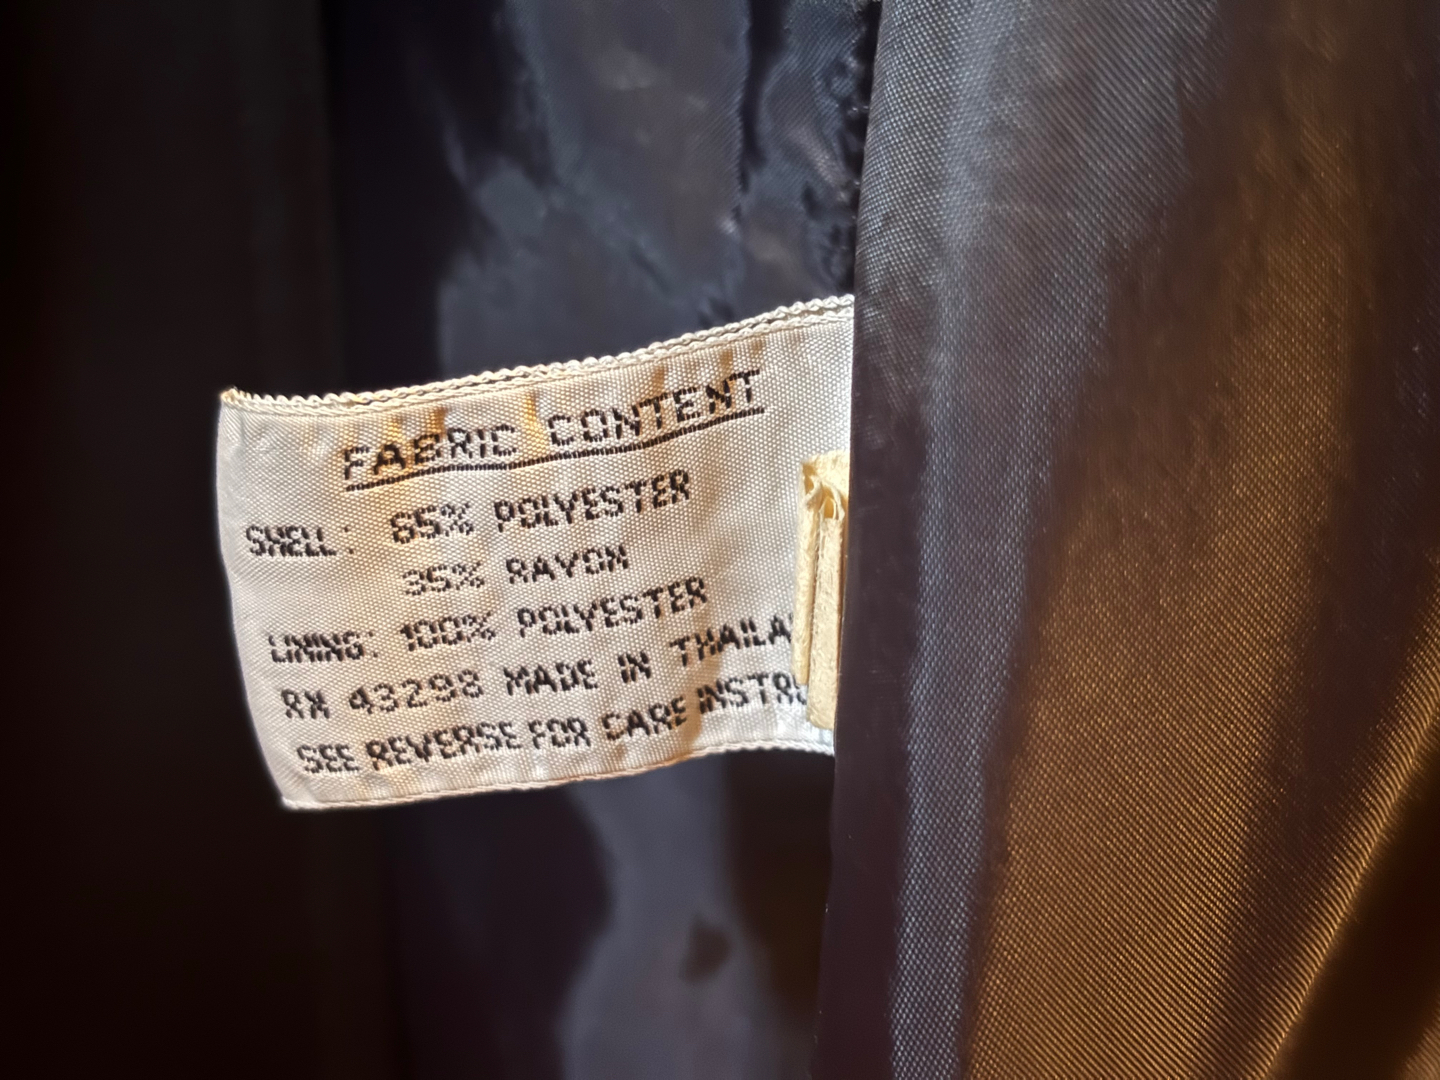 FABRIC CONTENT
SHELL: 65% POLYESTER
35% RAYON
LINING: 100% POLYESTER
RN 43298 MADE IN THAILA
SEE REVERSE FOR CARE INSTRU